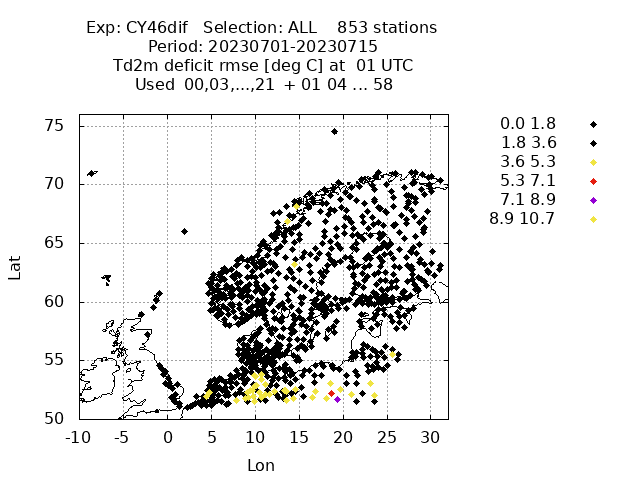 Exp: CY46dif Selection: ALL 853 stations
Period: 20230701-20230715
Td2m deficit rmse [deg C] at 01 UTC
Used 00,03,...,21 + 01 04 ... 58
75
70
65
60
55
50
-10 -5 0 5 10 15 20 25 30
Lat
Lon
0.0 1.8
1.8 3.6
3.6 5.3
5.3 7.1
7.1 8.9
8.9 10.7